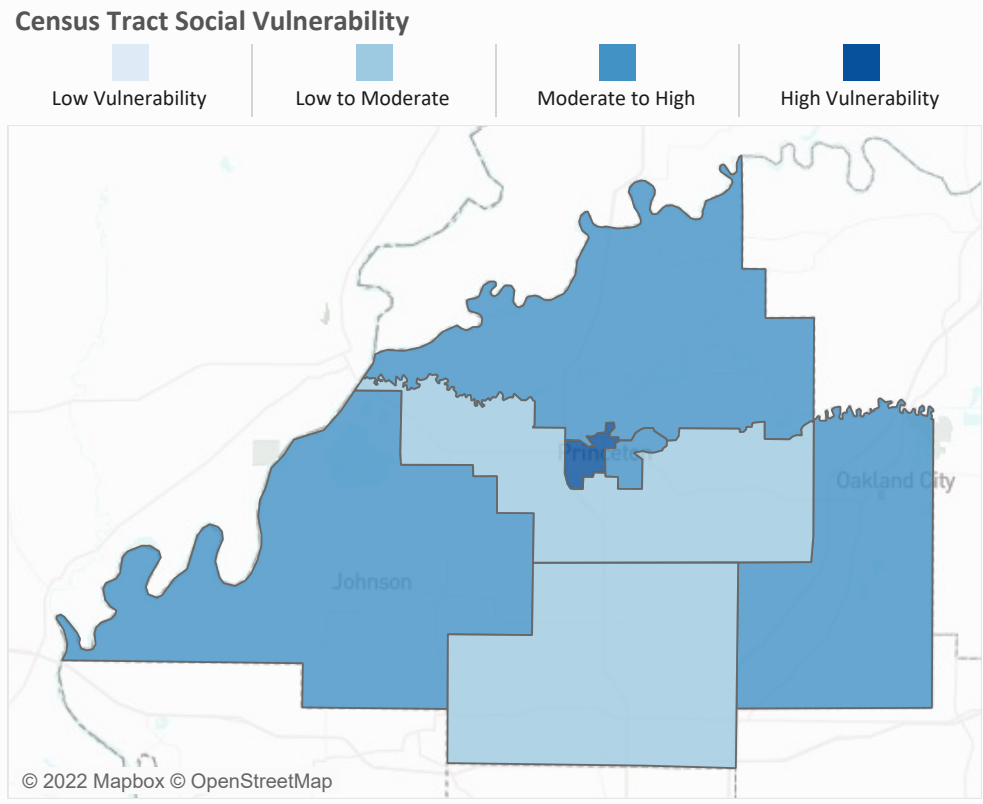 Census Tract Social Vulnerability
Low Vulnerability
Low to Moderate
Moderate to High
High Vulnerability
Princeton
Oakland City
Johnson
© 2022 Mapbox © OpenStreetMap